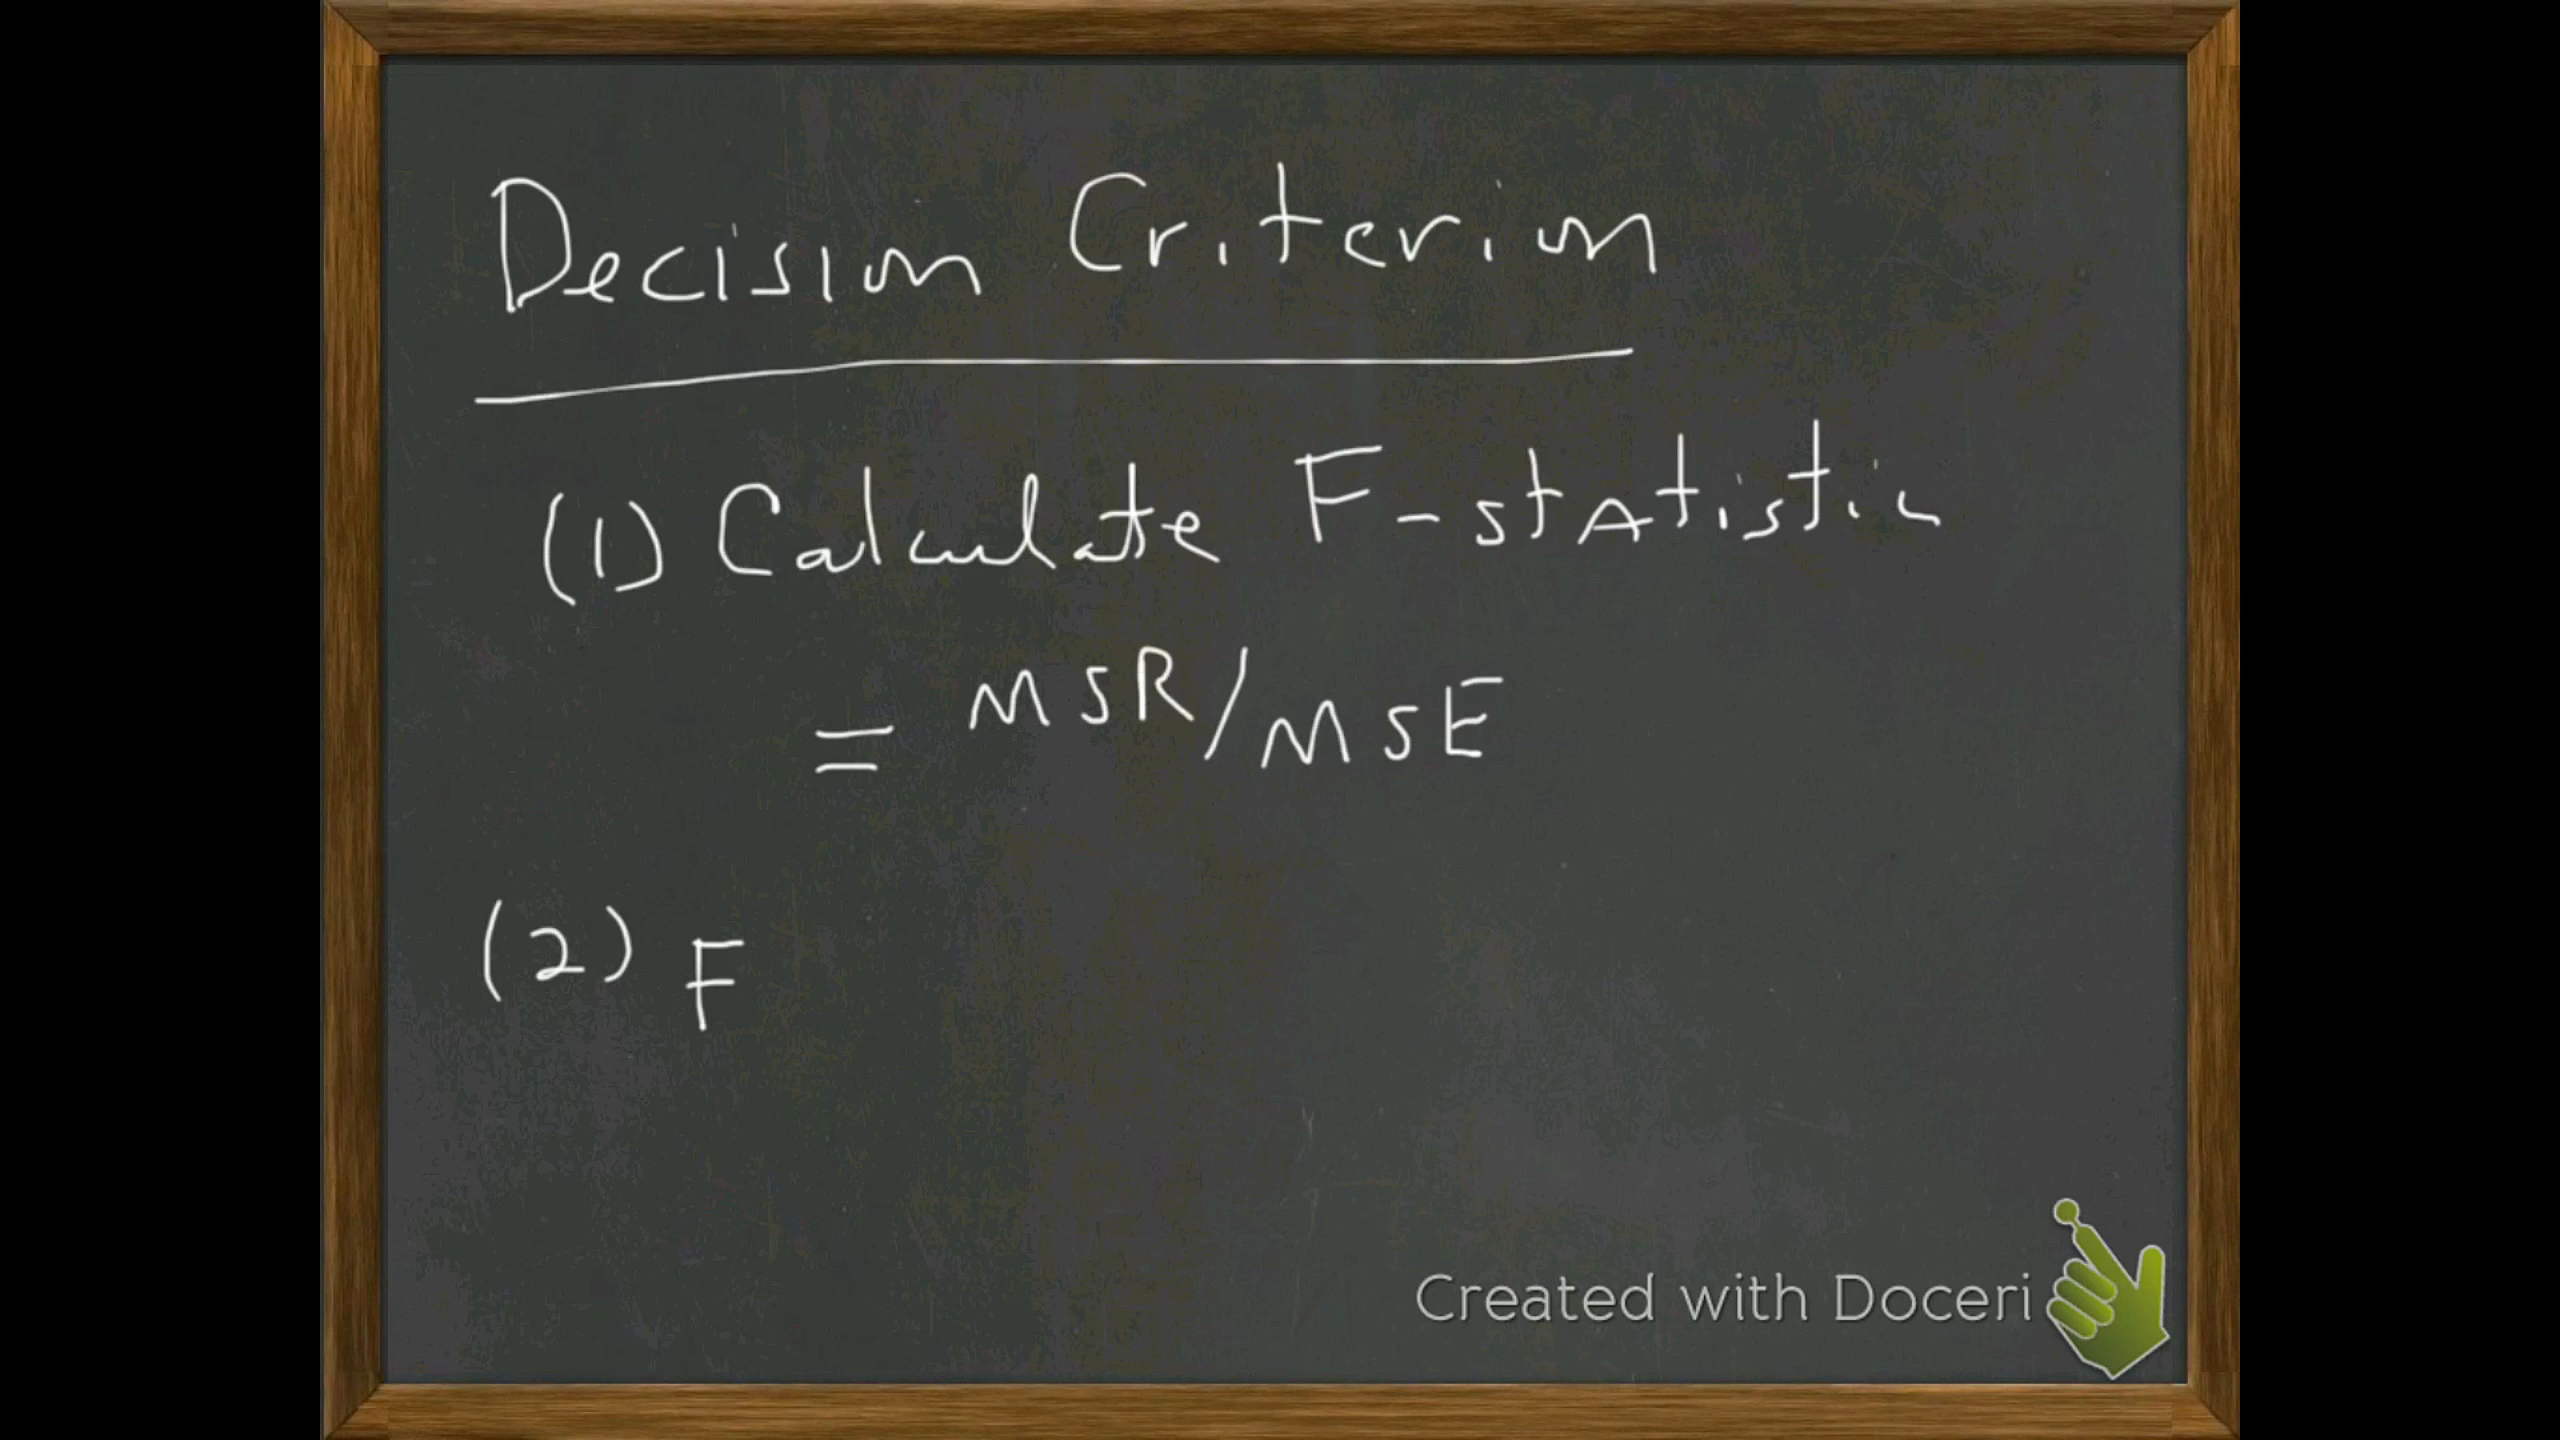 Decision Criterion
(1) Calculate F-statistic
= MSR/MSE
(2) F
Created with Doceri